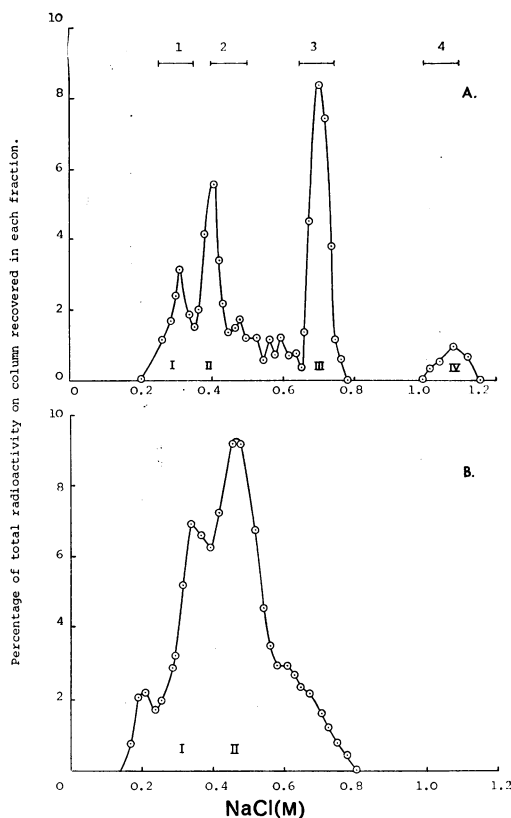 10
1 2 3 4
A.
8
6
4
2
I II III IV
0
0 0.2 0.4 0.6 0.8 1.0 1.2
Percentage of total radioactivity on column recovered in each fraction.
10
B.
8
6
4
2
I II
0
0.2 0.4 0.6 0.8 1.0 1.2
NaCl(M)